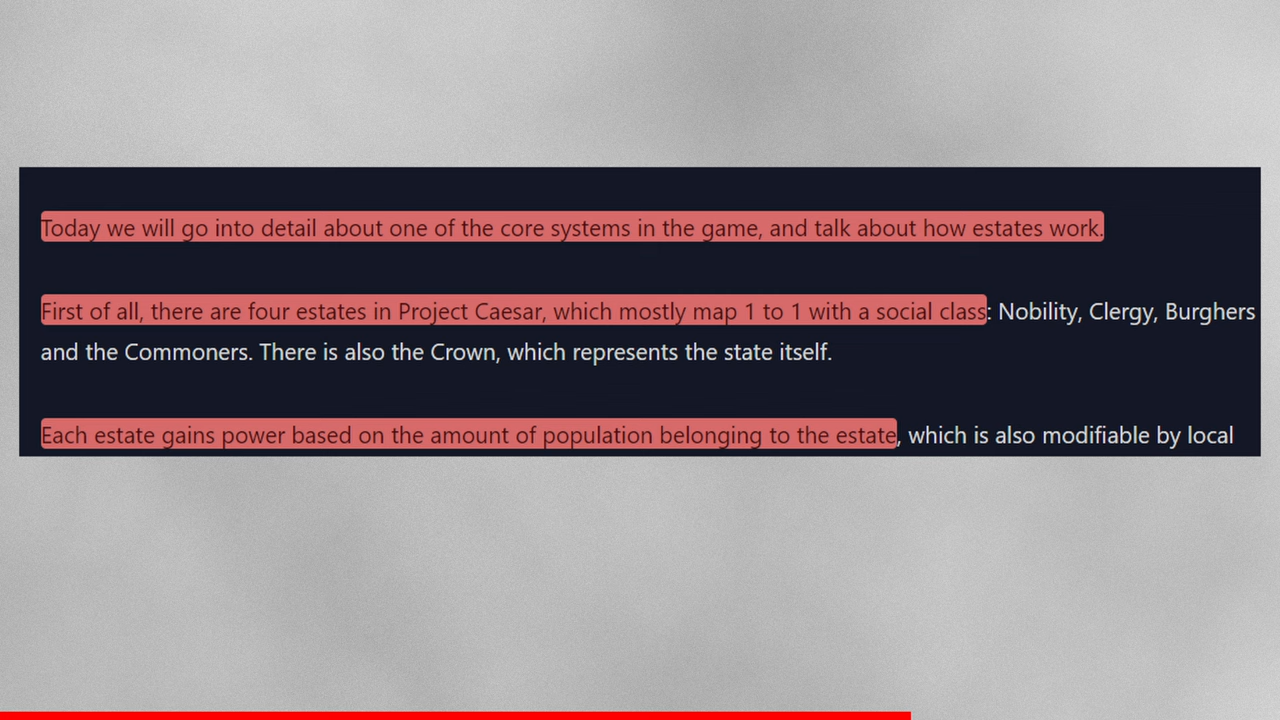 Today we will go into detail about one of the core systems in the game, and talk about how estates work.
First of all, there are four estates in Project Caesar, which mostly map 1 to 1 with a social class: Nobility, Clergy, Burghers
and the Commoners. There is also the Crown, which represents the state itself.
Each estate gains power based on the amount of population belonging to the estate, which is also modifiable by local